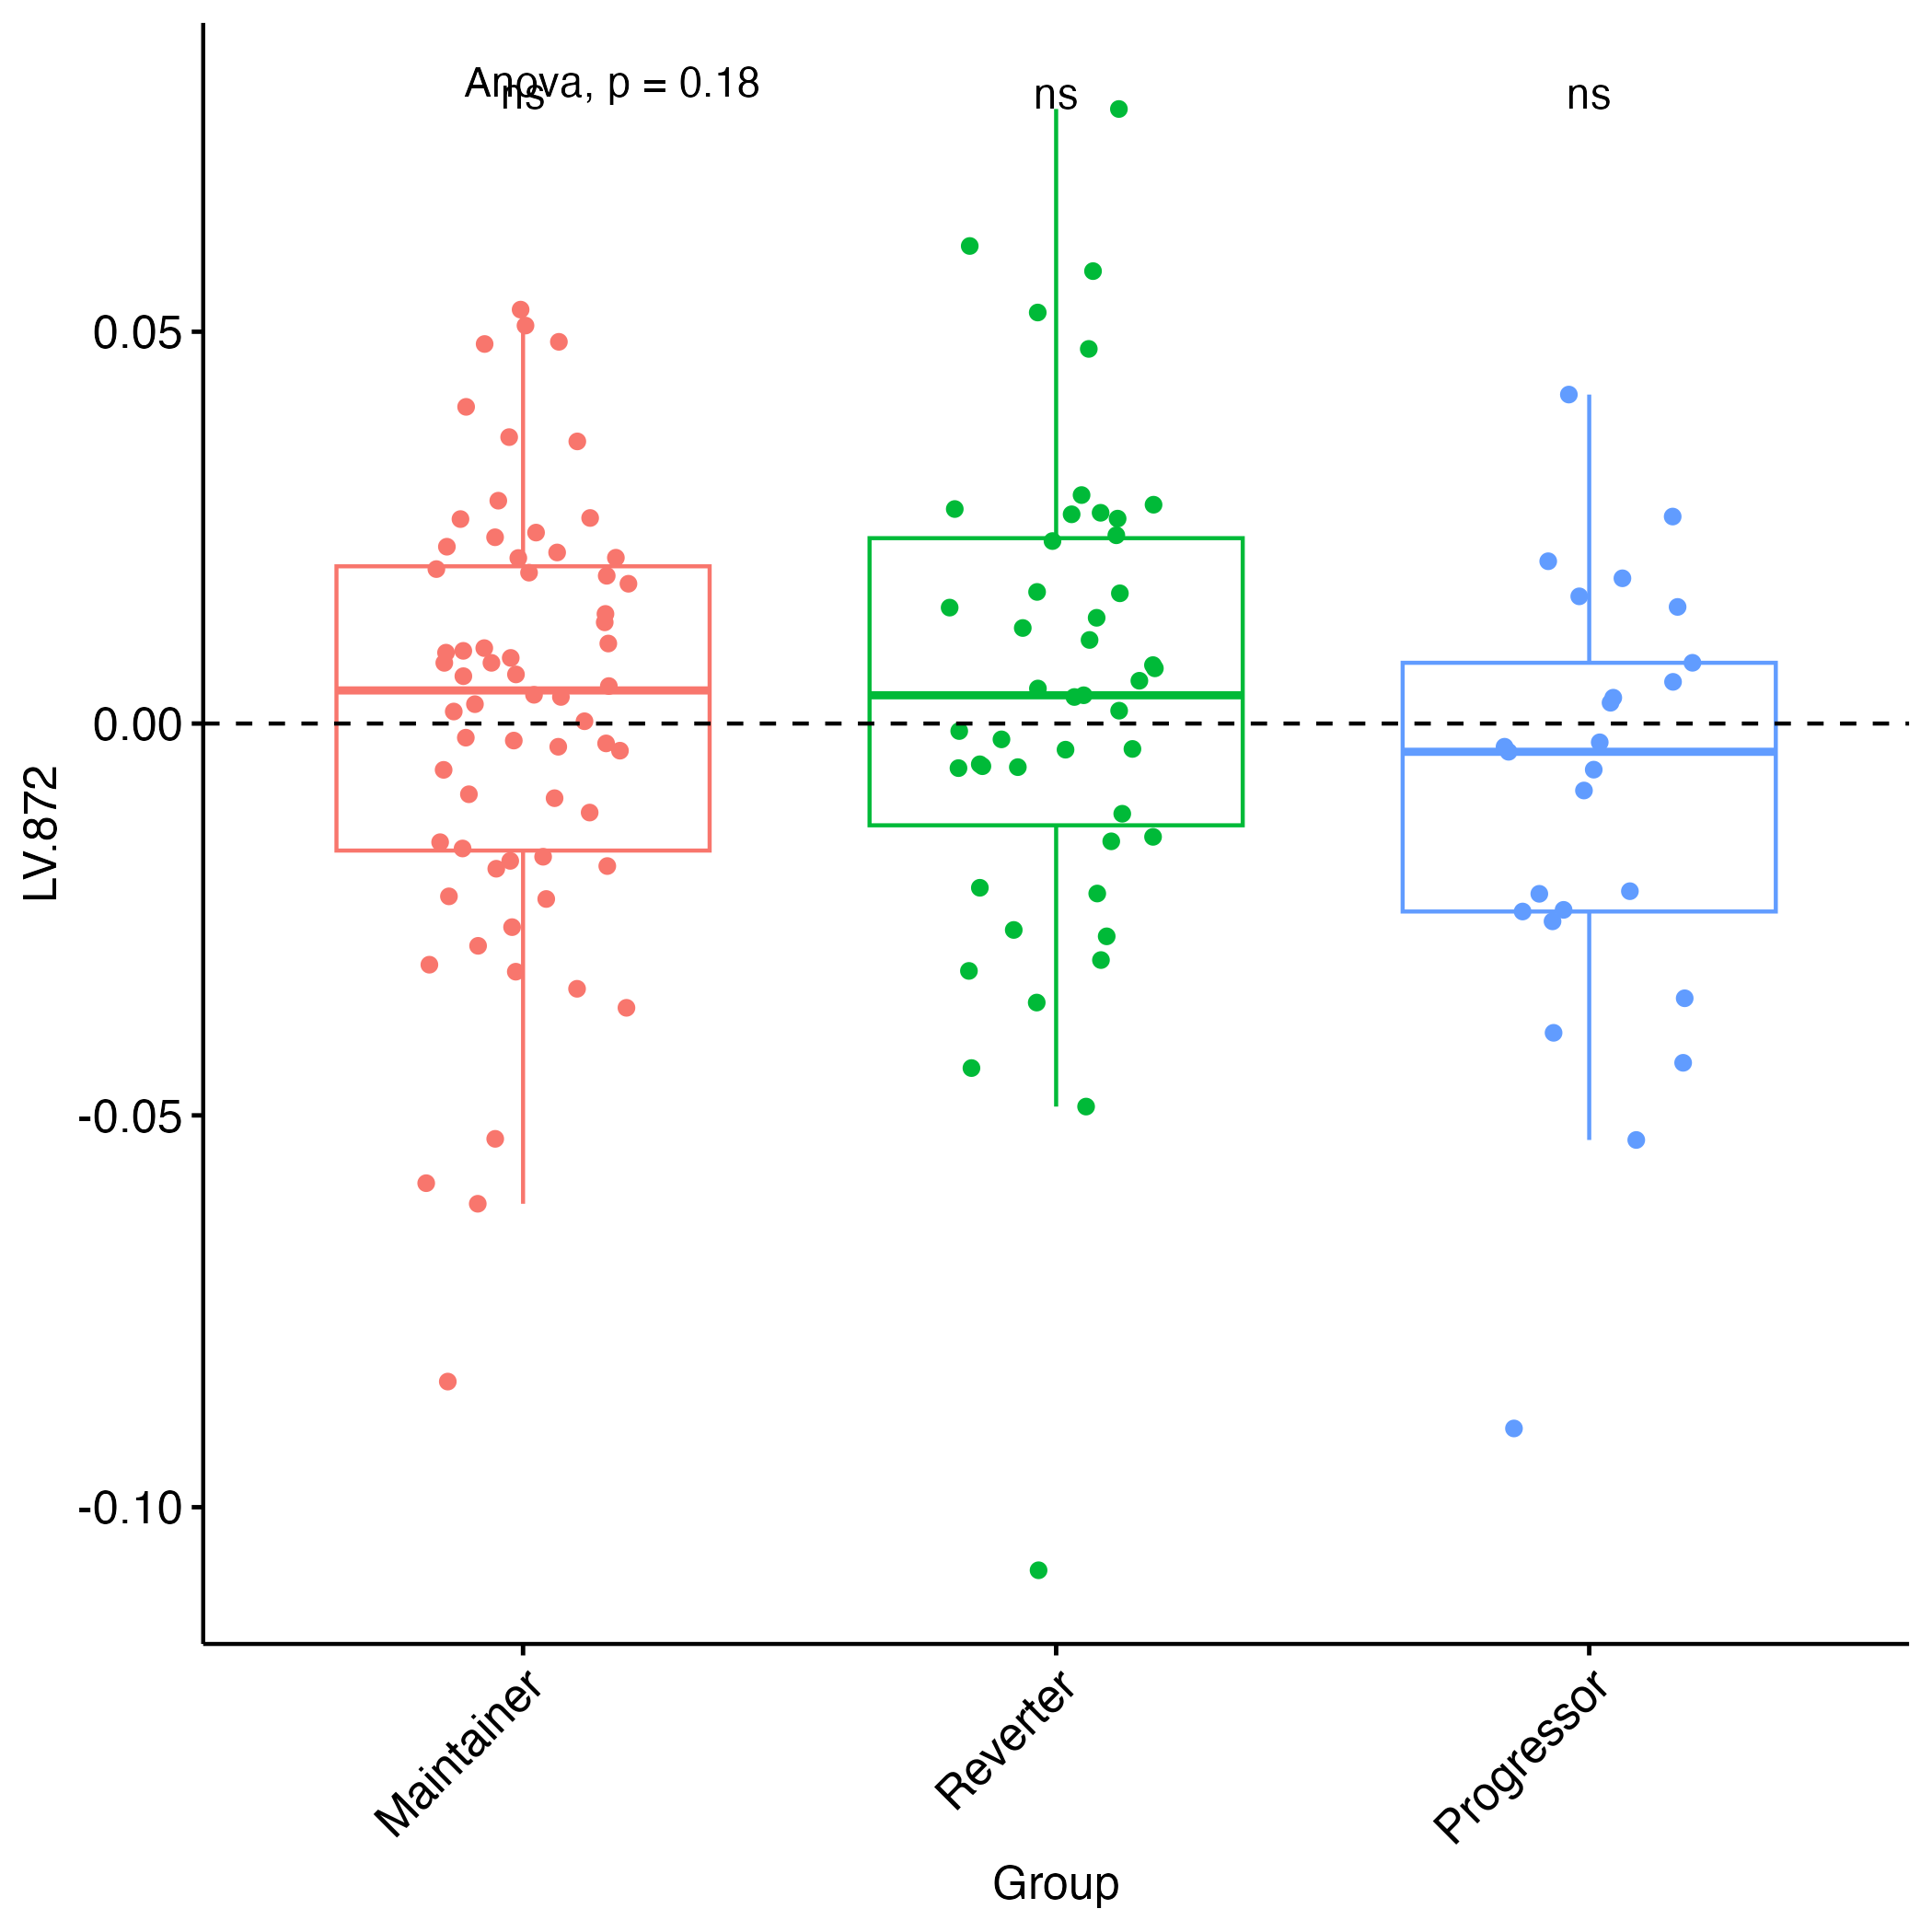 Anova, p = 0.18
ns
ns
ns
0.05
0.00
-0.05
-0.10
LV.872
Maintainer
Reverter
Progressor
Group